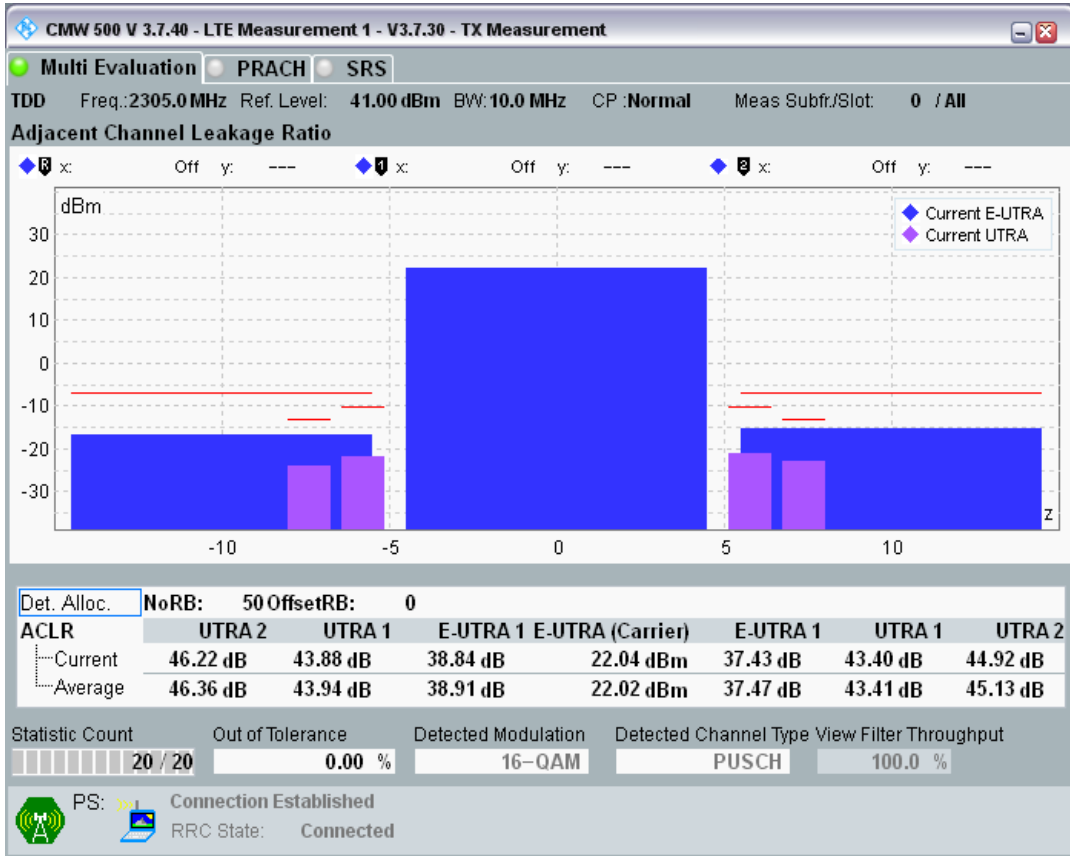 CMW 500 V 3.7.40 - LTE Measurement 1 - V3.7.30 - TX Measurement
Multi Evaluation PRACH SRS
TDD Freq.:2305.0 MHz Ref. Level: 41.00 dBm BW:10.0 MHz CP :Normal Meas Subfr./Slot: 0 / All
Adjacent Channel Leakage Ratio
R x: Off y: --- 1 x: Off y: --- 2 x: Off y: ---
dBm
Current E-UTRA
Current UTRA
30
20
10
0
-10
-20
-30
z
-10 -5 0 5 10
Det. Alloc. NoRB: 50 OffsetRB: 0
ACLR UTRA 2 UTRA 1 E-UTRA 1 E-UTRA (Carrier) E-UTRA 1 UTRA 1 UTRA 2
Current 46.22 dB 43.88 dB 38.84 dB 22.04 dBm 37.43 dB 43.40 dB 44.92 dB
Average 46.36 dB 43.94 dB 38.91 dB 22.02 dBm 37.47 dB 43.41 dB 45.13 dB
Statistic Count Out of Tolerance Detected Modulation Detected Channel Type View Filter Throughput
20 / 20 0.00 % 16-QAM PUSCH 100.0 %
PS: Connection Established
RRC State: Connected